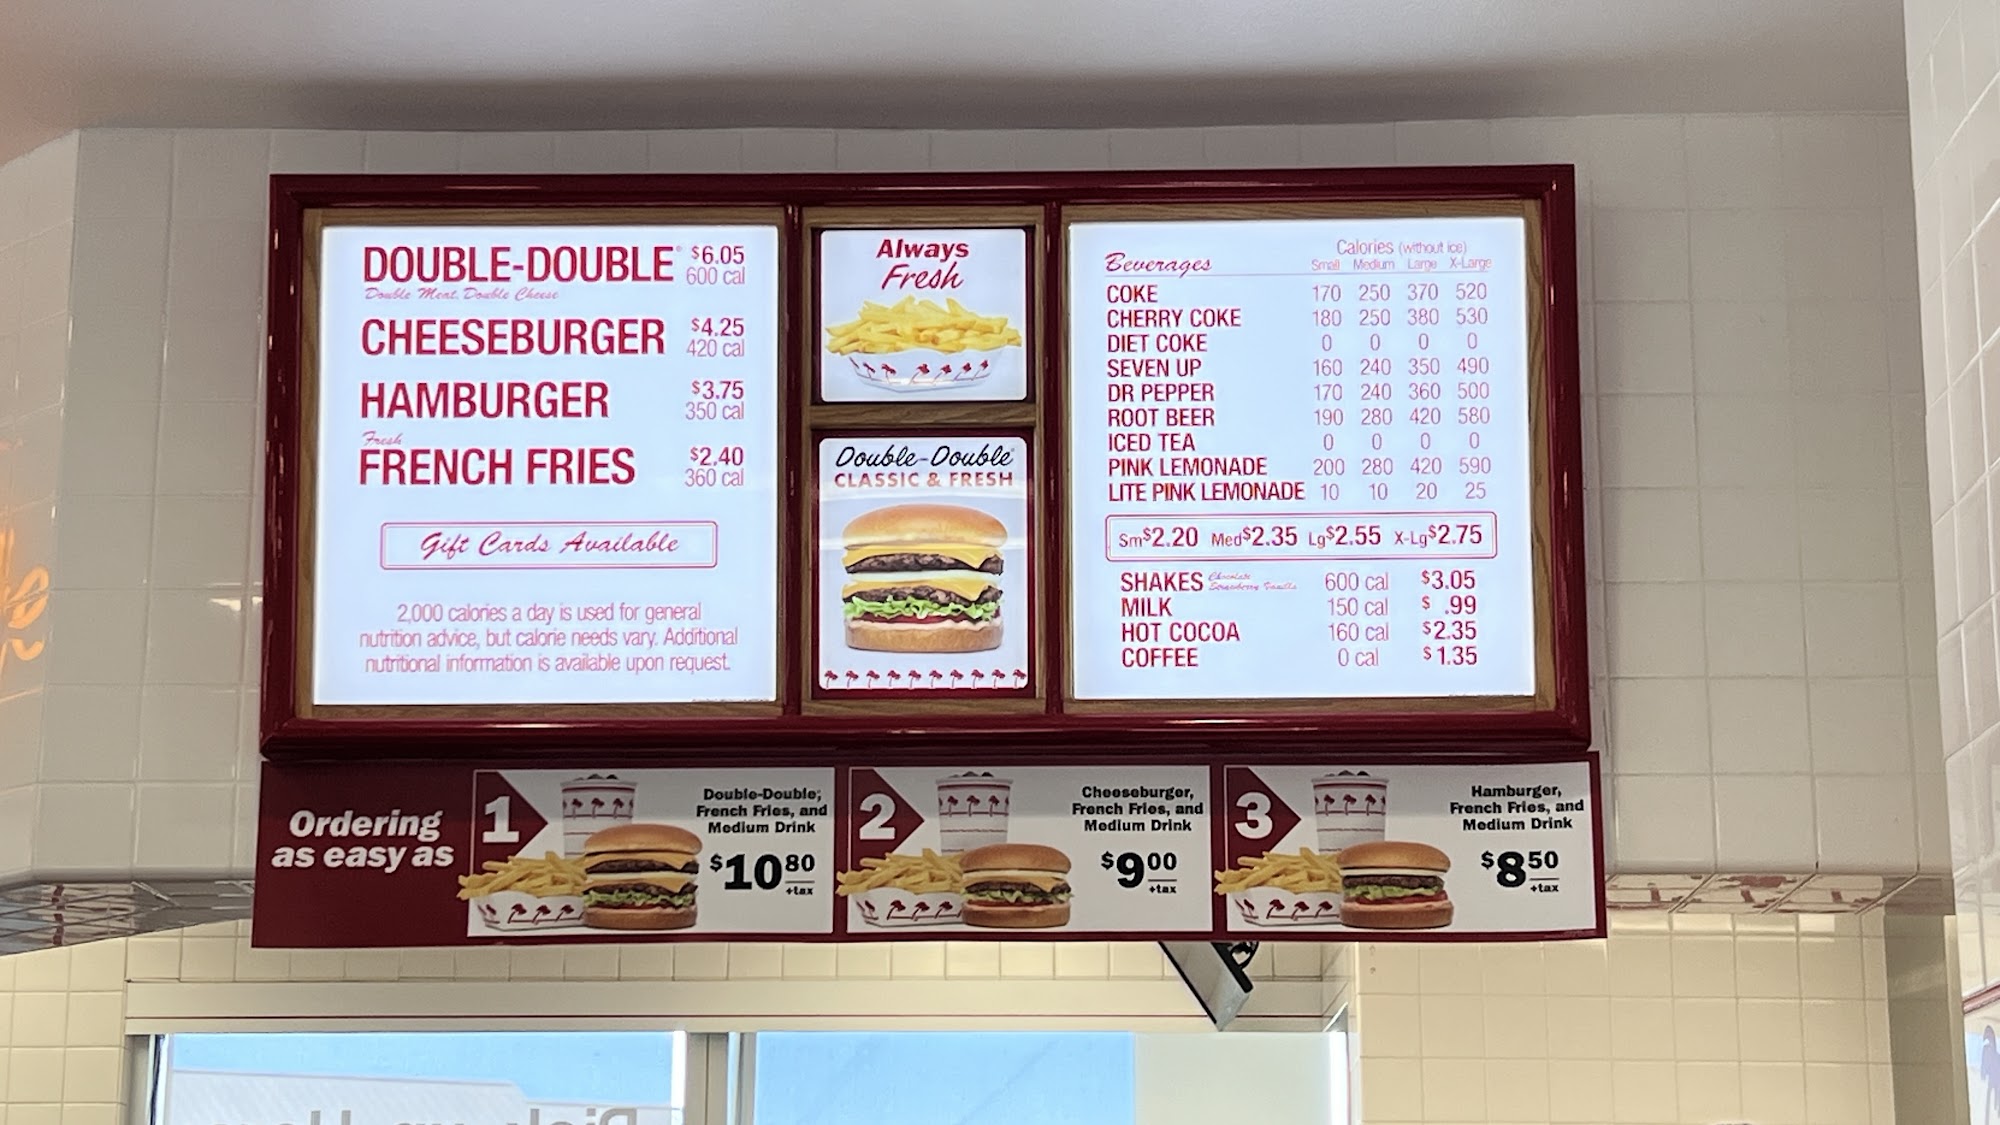 DOUBLE-DOUBLE® $6.05
Double Meat, Double Cheese 600 cal
CHEESEBURGER $4.25
420 cal
HAMBURGER $3.75
350 cal
Fresh
FRENCH FRIES $2.40
360 cal
Gift Cards Available
2,000 calories a day is used for general
nutrition advice, but calorie needs vary. Additional
nutritional information is available upon request.
Always
Fresh
Double-Double®
CLASSIC & FRESH
Calories (without ice)
Beverages Small Medium Large X-Large
COKE 170 250 370 520
CHERRY COKE 180 250 380 530
DIET COKE 0 0 0 0
SEVEN UP 160 240 350 490
DR PEPPER 170 240 360 500
ROOT BEER 190 280 420 580
ICED TEA 0 0 0 0
PINK LEMONADE 200 280 420 590
LITE PINK LEMONADE 10 10 20 25
Sm$2.20 Med$2.35 Lg$2.55 X-Lg$2.75
SHAKES Chocolate Strawberry Vanilla 600 cal $3.05
MILK 150 cal $ .99
HOT COCOA 160 cal $2.35
COFFEE 0 cal $1.35
Ordering
as easy as
1
Double-Double,
French Fries, and
Medium Drink
$10 80
+tax
2
Cheeseburger,
French Fries, and
Medium Drink
$9 00
+tax
3
Hamburger,
French Fries, and
Medium Drink
$8 50
+tax